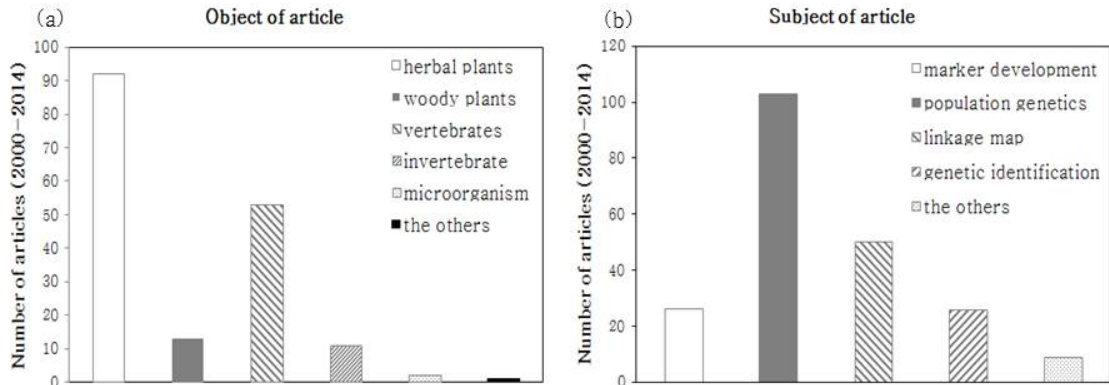 (a)
Object of article
Number of articles (2000-2014)
100
90
80
70
60
50
40
30
20
10
0
herbal plants
woody plants
vertebrates
invertebrate
microorganism
the others
(b)
Subject of article
Number of articles (2000-2014)
120
100
80
60
40
20
0
marker development
population genetics
linkage map
genetic identification
the others